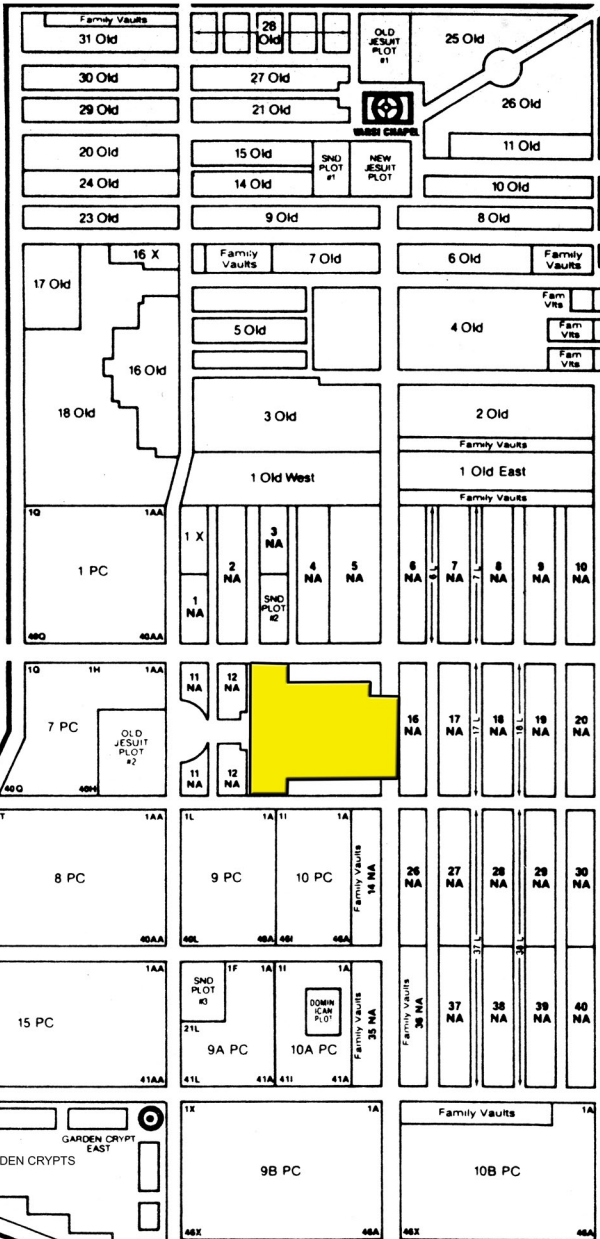 Family Vaults
31 Old
28
Old
OLD
JESUIT
PLOT
#1
25 Old
30 Old
27 Old
26 Old
29 Old
21 Old
VARSI CHAPEL
20 Old
15 Old
SND
PLOT
#1
NEW
JESUIT
PLOT
11 Old
24 Old
14 Old
10 Old
23 Old
9 Old
8 Old
16 X
Family
Vaults
7 Old
6 Old
Family
Vaults
17 Old
Fam
Vlts
5 Old
4 Old
Fam
Vlts
Fam
Vlts
16 Old
18 Old
3 Old
2 Old
Family Vaults
1 Old West
1 Old East
Family Vaults
1Q
1AA
1 PC
40Q
40AA
1 X
1
NA
2
NA
3
NA
SND
PLOT
#2
4
NA
5
NA
6
NA
6 L
7
NA
7 L
8
NA
9
NA
10
NA
1Q
1H
1AA
7 PC
OLD
JESUIT
PLOT
#2
40Q
40H
11
NA
12
NA
11
NA
12
NA
16
NA
17
NA
17 L
18
NA
18 L
19
NA
20
NA
T
1AA
8 PC
40AA
1L
1A
9 PC
46L
46A
1I
1A
10 PC
46I
46A
Family Vaults
14 NA
26
NA
27
NA
28
NA
29
NA
30
NA
37 L
38 L
1AA
15 PC
41AA
SND
PLOT
#3
1F
1A
21L
9A PC
41L
41A
1I
1A
DOMIN
ICAN
PLOT
10A PC
41I
41A
Family Vaults
35 NA
Family Vaults
36 NA
37
NA
38
NA
39
NA
40
NA
GARDEN CRYPT
EAST
DEN CRYPTS
1X
1A
9B PC
46X
46A
Family Vaults
1A
10B PC
46X
46A